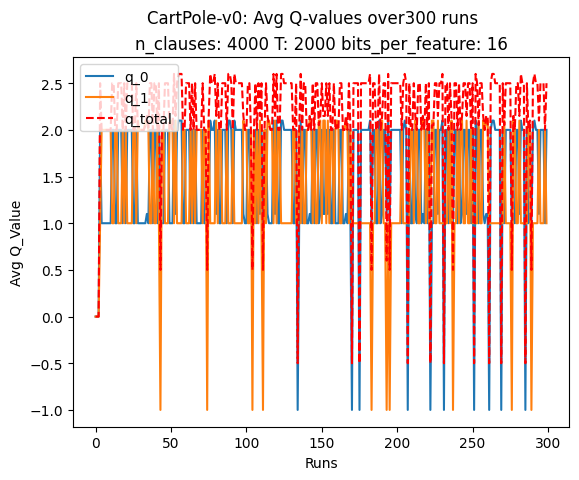 CartPole-v0: Avg Q-values over300 runs
n_clauses: 4000 T: 2000 bits_per_feature: 16
q_0
q_1
q_total
Avg Q_Value
2.5
2.0
1.5
1.0
0.5
0.0
−0.5
−1.0
0
50
100
150
200
250
300
Runs